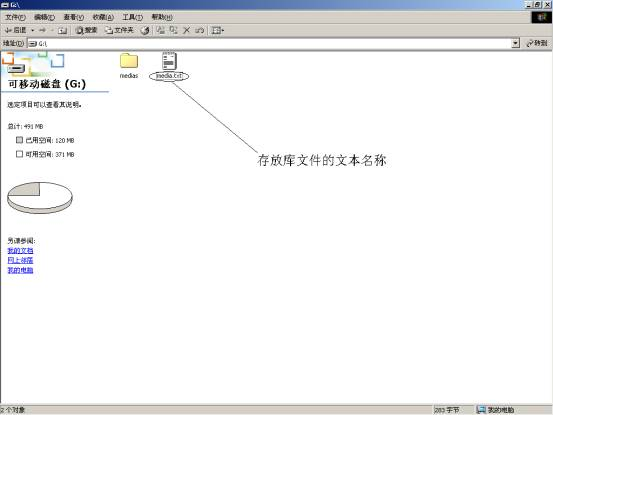 G:\
文件(F) 编辑(E) 查看(V) 收藏(A) 工具(T) 帮助(H)
后退 搜索 文件夹
地址(D) G:\ 转到
可移动磁盘 (G:)
medias
media.txt
选定项目可以查看其说明。
总计: 491 MB
已用空间: 120 MB
可用空间: 371 MB
存放库文件的文本名称
另请参阅:
我的文档
网上邻居
我的电脑
2 个对象 283 字节 我的电脑